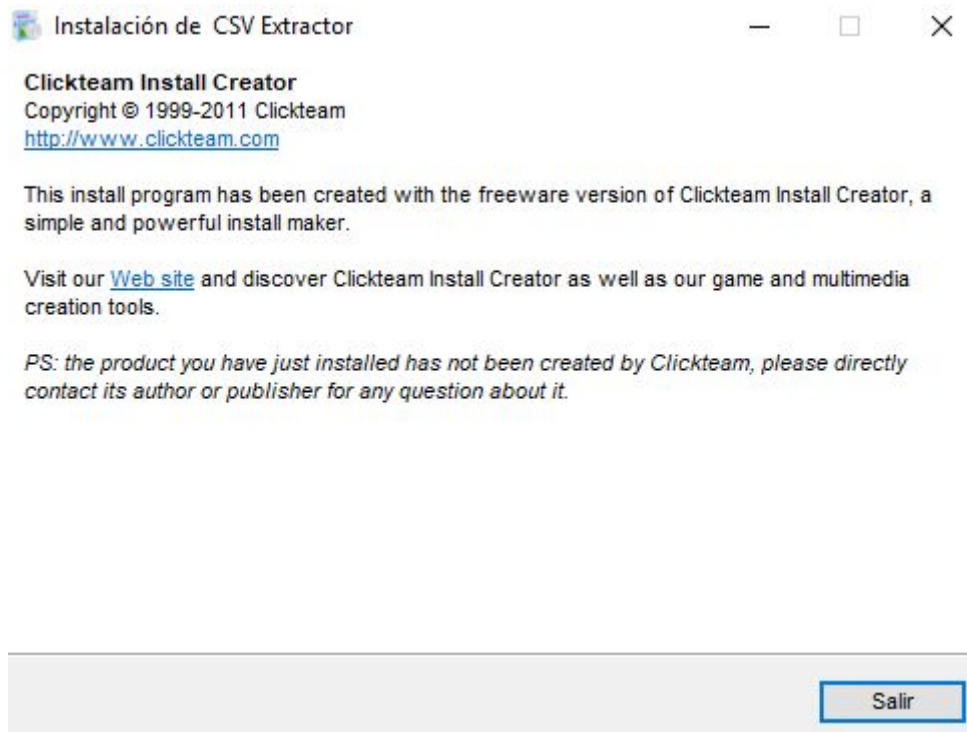 Instalación de CSV Extractor
Clickteam Install Creator
Copyright © 1999-2011 Clickteam
http://www.clickteam.com
This install program has been created with the freeware version of Clickteam Install Creator, a
simple and powerful install maker.
Visit our Web site and discover Clickteam Install Creator as well as our game and multimedia
creation tools.
PS: the product you have just installed has not been created by Clickteam, please directly
contact its author or publisher for any question about it.
Salir